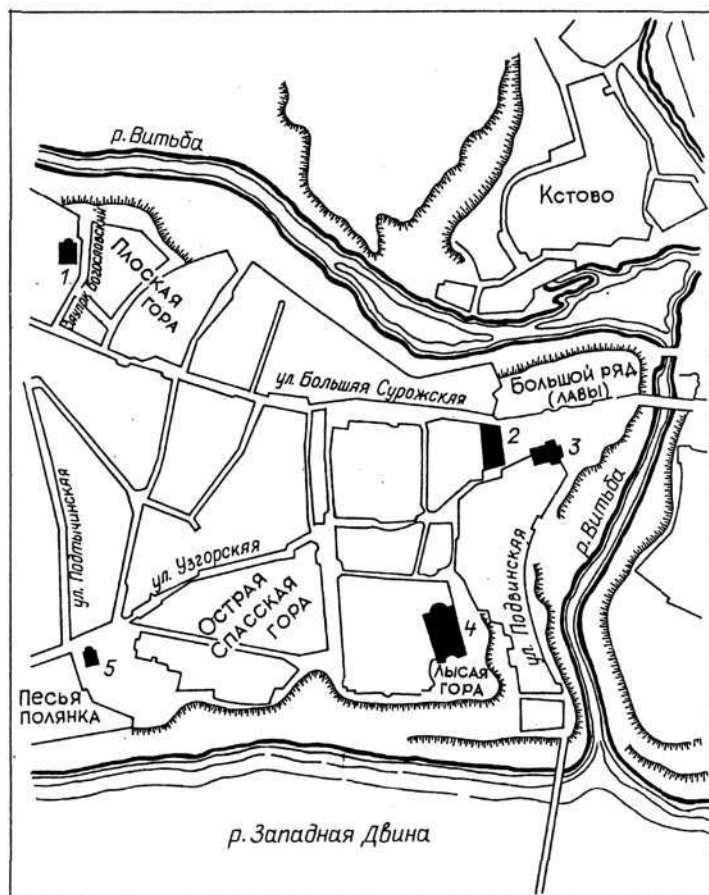 р. Витьба
Кстово
1
Заулок Богословский
Плоская
гора
ул. Большая Сурожская
Большой ряд
(лавы)
2
3
р. Витьба
ул. Подтычинская
ул. Узгорская
Острая
Спасская
гора
ул. Подвинская
4
Лысая
гора
5
Песья
полянка
р. Западная Двина